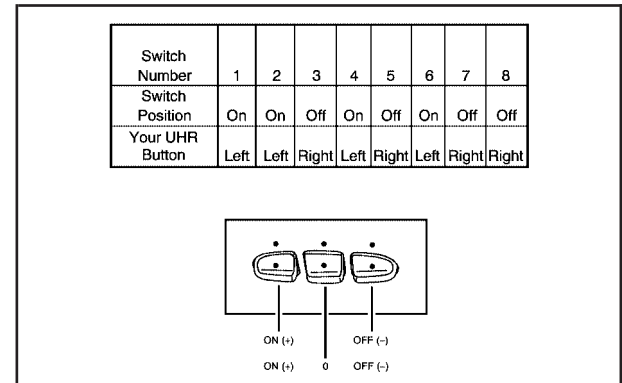 Switch
Number 1 2 3 4 5 6 7 8
Switch
Position On On Off On Off On Off Off
Your UHR
Button Left Left Right Left Right Left Right Right
ON (+) OFF (–)
ON (+) 0 OFF (–)